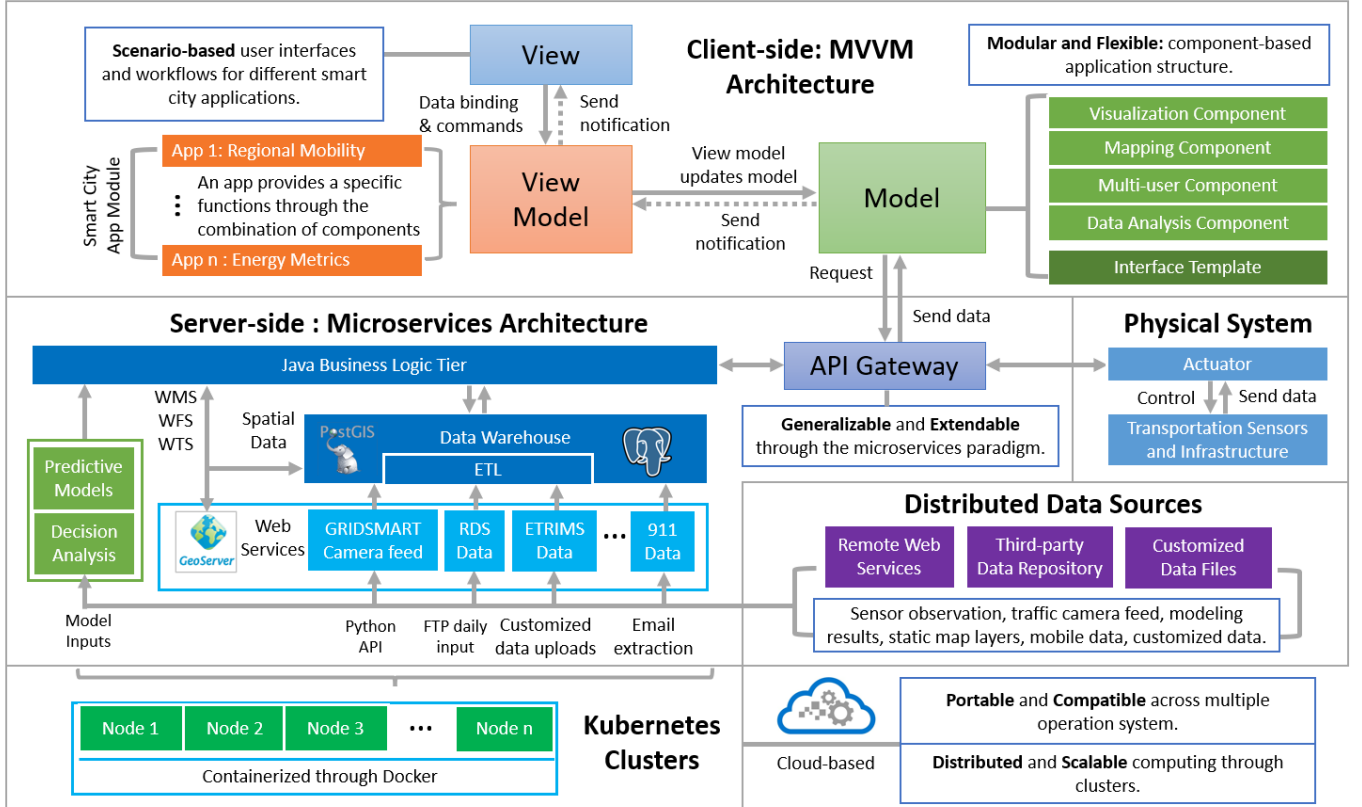 Scenario-based user interfaces
and workflows for different smart
city applications.
View
Client-side: MVVM
Architecture
Modular and Flexible: component-based
application structure.
Data binding
& commands
Send
notification
Smart City
App Module
App 1: Regional Mobility
An app provides a specific
functions through the
combination of components
App n : Energy Metrics
View
Model
View model
updates model
Send
notification
Model
Visualization Component
Mapping Component
Multi-user Component
Data Analysis Component
Interface Template
Request
Send data
Server-side : Microservices Architecture
Java Business Logic Tier
API Gateway
Generalizable and Extendable
through the microservices paradigm.
Physical System
Actuator
Control
Send data
Transportation Sensors
and Infrastructure
WMS
WFS
WTS
Spatial
Data
PostGIS
Data Warehouse
ETL
Predictive
Models
Decision
Analysis
GeoServer
Web
Services
GRIDSMART
Camera feed
RDS
Data
ETRIMS
Data
...
911
Data
Model
Inputs
Python
API
FTP daily
input
Customized
data uploads
Email
extraction
Distributed Data Sources
Remote Web
Services
Third-party
Data Repository
Customized
Data Files
Sensor observation, traffic camera feed, modeling
results, static map layers, mobile data, customized data.
Node 1
Node 2
Node 3
...
Node n
Containerized through Docker
Kubernetes
Clusters
Cloud-based
Portable and Compatible across multiple
operation system.
Distributed and Scalable computing through
clusters.